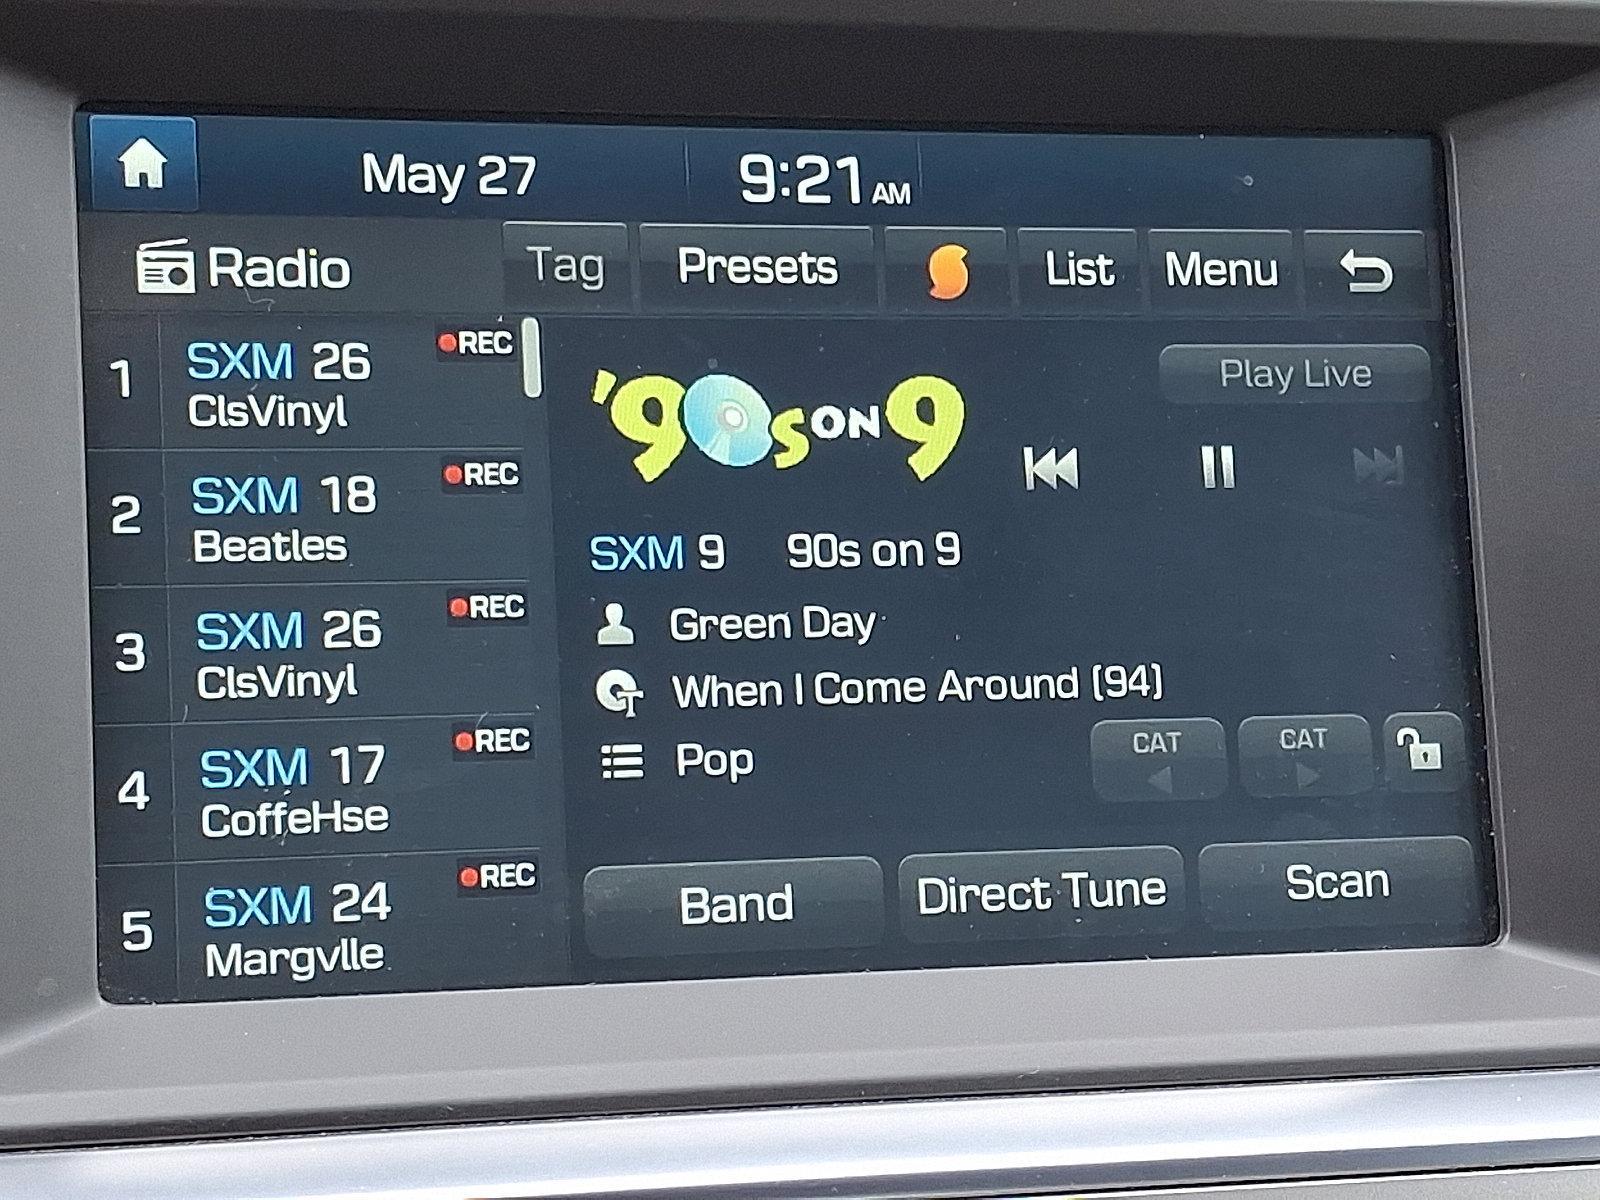 May 27
9:21 AM
Radio
Tag
Presets
List
Menu
1
SXM 26
REC
ClsVinyl
2
SXM 18
REC
Beatles
3
SXM 26
REC
ClsVinyl
4
SXM 17
REC
CoffeHse
5
SXM 24
REC
Margvlle
'90s ON 9
Play Live
SXM 9 90s on 9
Green Day
When I Come Around (94)
Pop
CAT
CAT
Band
Direct Tune
Scan